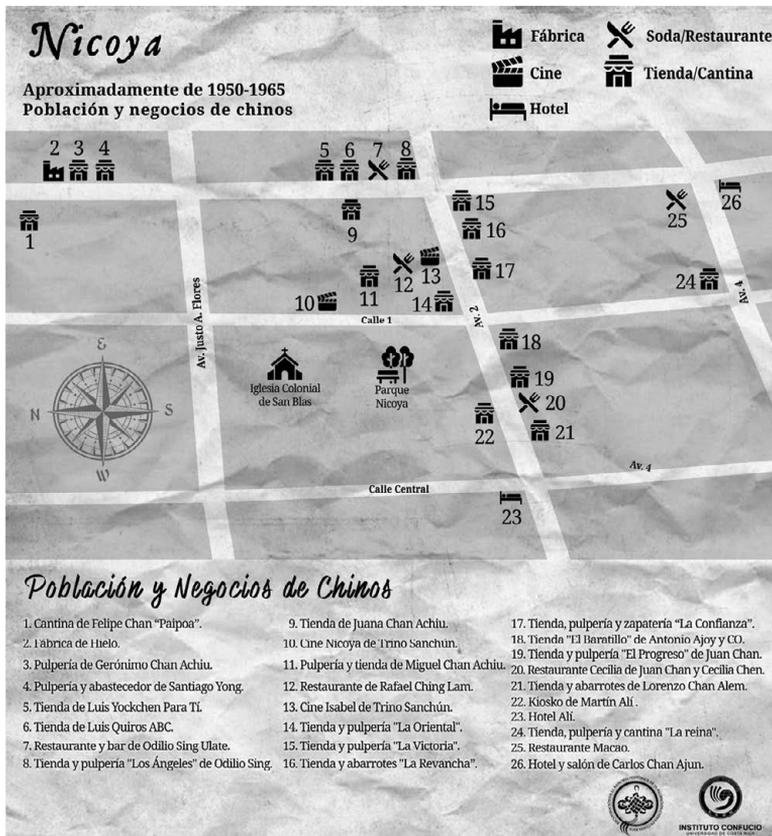 Nicoya
Aproximadamente de 1950-1965
Población y negocios de chinos
Fábrica
Soda/Restaurante
Cine
Tienda/Cantina
Hotel
2 3 4
5 6 7 8
1
9
15
16
25
26
10
11
12
13
14
17
24
Av. Justo A. Flores
Calle 1
Av. 2
Av. 4
E
N
S
W
Iglesia Colonial
de San Blas
Parque
Nicoya
18
19
20
21
22
Av. 4
Calle Central
23
Población y Negocios de Chinos
1. Cantina de Felipe Chan “Paipoa”.
2. Fábrica de Hielo.
3. Pulpería de Gerónimo Chan Achiu.
4. Pulpería y abastecedor de Santiago Yong.
5. Tienda de Luis Yockchen Para Tí.
6. Tienda de Luis Quiros ABC.
7. Restaurante y bar de Odilio Sing Ulate.
8. Tienda y pulpería "Los Ángeles" de Odilio Sing.
9. Tienda de Juana Chan Achiu.
10. Cine Nicoya de Trino Sanchún.
11. Pulpería y tienda de Miguel Chan Achiu.
12. Restaurante de Rafael Ching Lam.
13. Cine Isabel de Trino Sanchún.
14. Tienda y pulpería "La Oriental".
15. Tienda y pulpería "La Victoria".
16. Tienda y abarrotes "La Revancha".
17. Tienda, pulpería y zapatería “La Confianza”.
18. Tienda "El Baratillo" de Antonio Ajoy y CO.
19. Tienda y pulpería "El Progreso" de Juan Chan.
20. Restaurante Cecilia de Juan Chan y Cecilia Chen.
21. Tienda y abarrotes de Lorenzo Chan Alem.
22. Kiosko de Martín Alí .
23. Hotel Alí.
24. Tienda, pulpería y cantina "La reina".
25. Restaurante Macao.
26. Hotel y salón de Carlos Chan Ajun.
INSTITUTO CONFUCIO
UNIVERSIDAD DE COSTA RICA